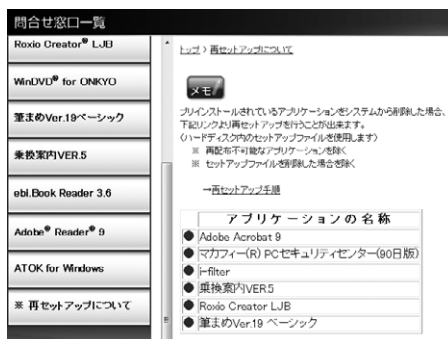 問合せ窓口一覧
Roxio Creator® LJB
WinDVD® for ONKYO
筆まめVer.19ベーシック
乗換案内VER.5
ebi.Book Reader 3.6
Adobe® Reader® 9
ATOK for Windows
※ 再セットアップについて
トップ > 再セットアップについて
メモ
プリインストールされているアプリケーションをシステムから削除した場合、
下記リンクより再セットアップを行うことが出来ます。
(ハードディスク内のセットアップファイルを使用します)
※ 再配布不可能なアプリケーションを除く
※ セットアップファイルを削除した場合を除く
→再セットアップ手順
アプリケーションの名称
● Adobe Acrobat 9
● マカフィー(R) PCセキュリティセンター(90日版)
● i-filter
● 乗換案内VER5
● Roxio Creator LJB
● 筆まめVer.19 ベーシック